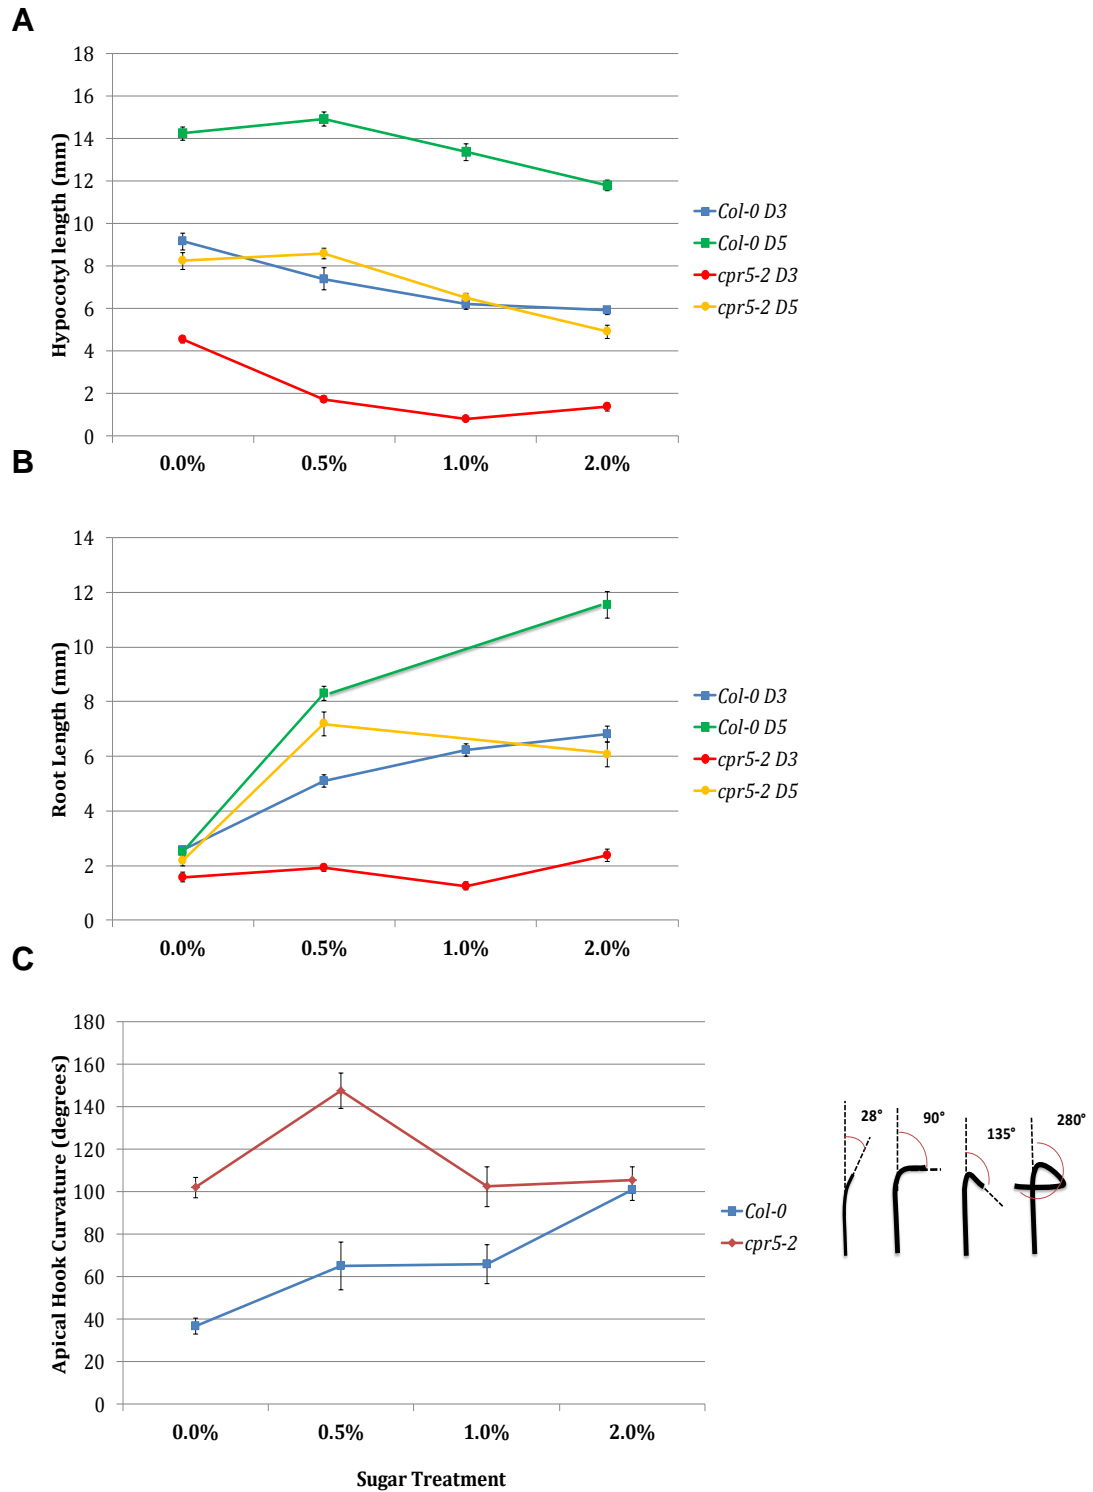 A
18
16
14
12
10
8
6
4
2
0
Hypocotyl length (mm)
0.0% 0.5% 1.0% 2.0%
Col-0 D3
Col-0 D5
cpr5-2 D3
cpr5-2 D5
B
14
12
10
8
6
4
2
0
Root Length (mm)
0.0% 0.5% 1.0% 2.0%
Col-0 D3
Col-0 D5
cpr5-2 D3
cpr5-2 D5
C
180
160
140
120
100
80
60
40
20
0
Apical Hook Curvature (degrees)
0.0% 0.5% 1.0% 2.0%
Sugar Treatment
Col-0
cpr5-2
28° 90° 135° 280°